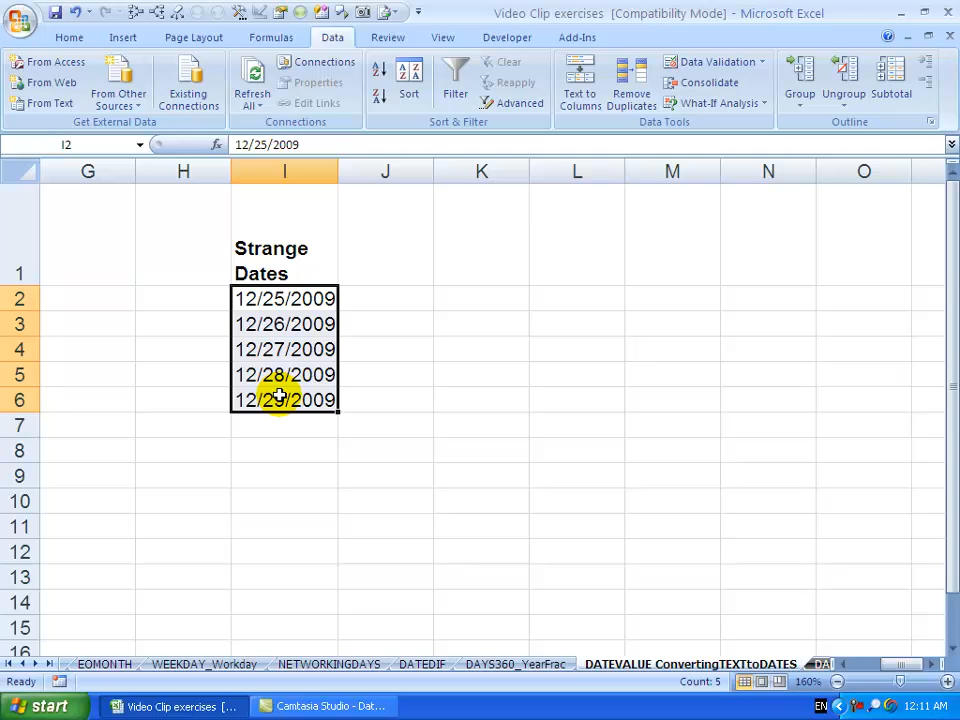 Video Clip exercises [Compatibility Mode] - Microsoft Excel
Home Insert Page Layout Formulas Data Review View Developer Add-Ins
From Access
From Web
From Text
From Other Sources
Existing Connections
Get External Data
Refresh All
Connections
Properties
Edit Links
Connections
Sort
Filter
Clear
Reapply
Advanced
Sort & Filter
Text to Columns
Remove Duplicates
Data Validation
Consolidate
What-If Analysis
Data Tools
Group
Ungroup
Subtotal
Outline
I2 fx 12/25/2009
G H I J K L M N O
1 Strange
Dates
2 12/25/2009
3 12/26/2009
4 12/27/2009
5 12/28/2009
6 12/29/2009
7
8
9
10
11
12
13
14
15
16
EOMONTH WEEKDAY_Workday NETWORKINGDAYS DATEDIF DAYS360_YearFrac DATEVALUE ConvertingTEXTtoDATES DA
Ready Count: 5 160%
start Video Clip exercises [... Camtasia Studio - Dat... EN 12:11 AM